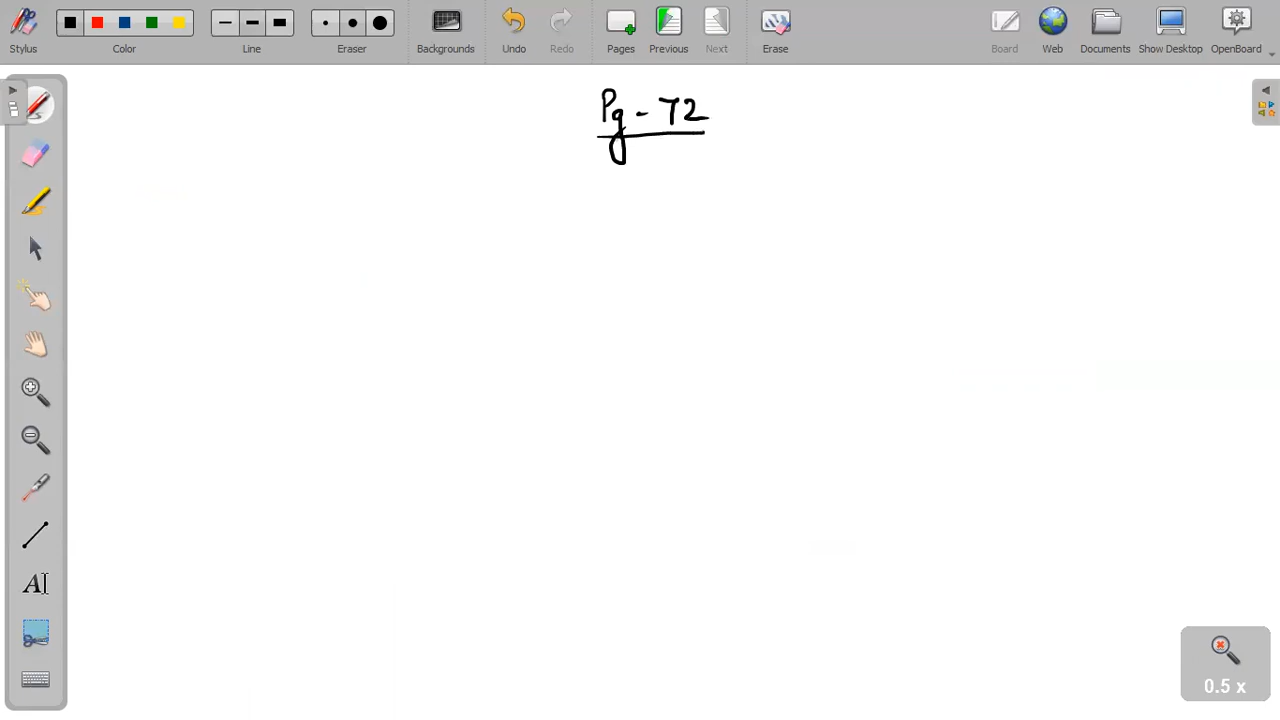 Stylus
Color
Line
Eraser
Backgrounds
Undo
Redo
Pages
Previous
Next
Erase
Board
Web
Documents
Show Desktop
OpenBoard
Pg - 72
A
0.5 x